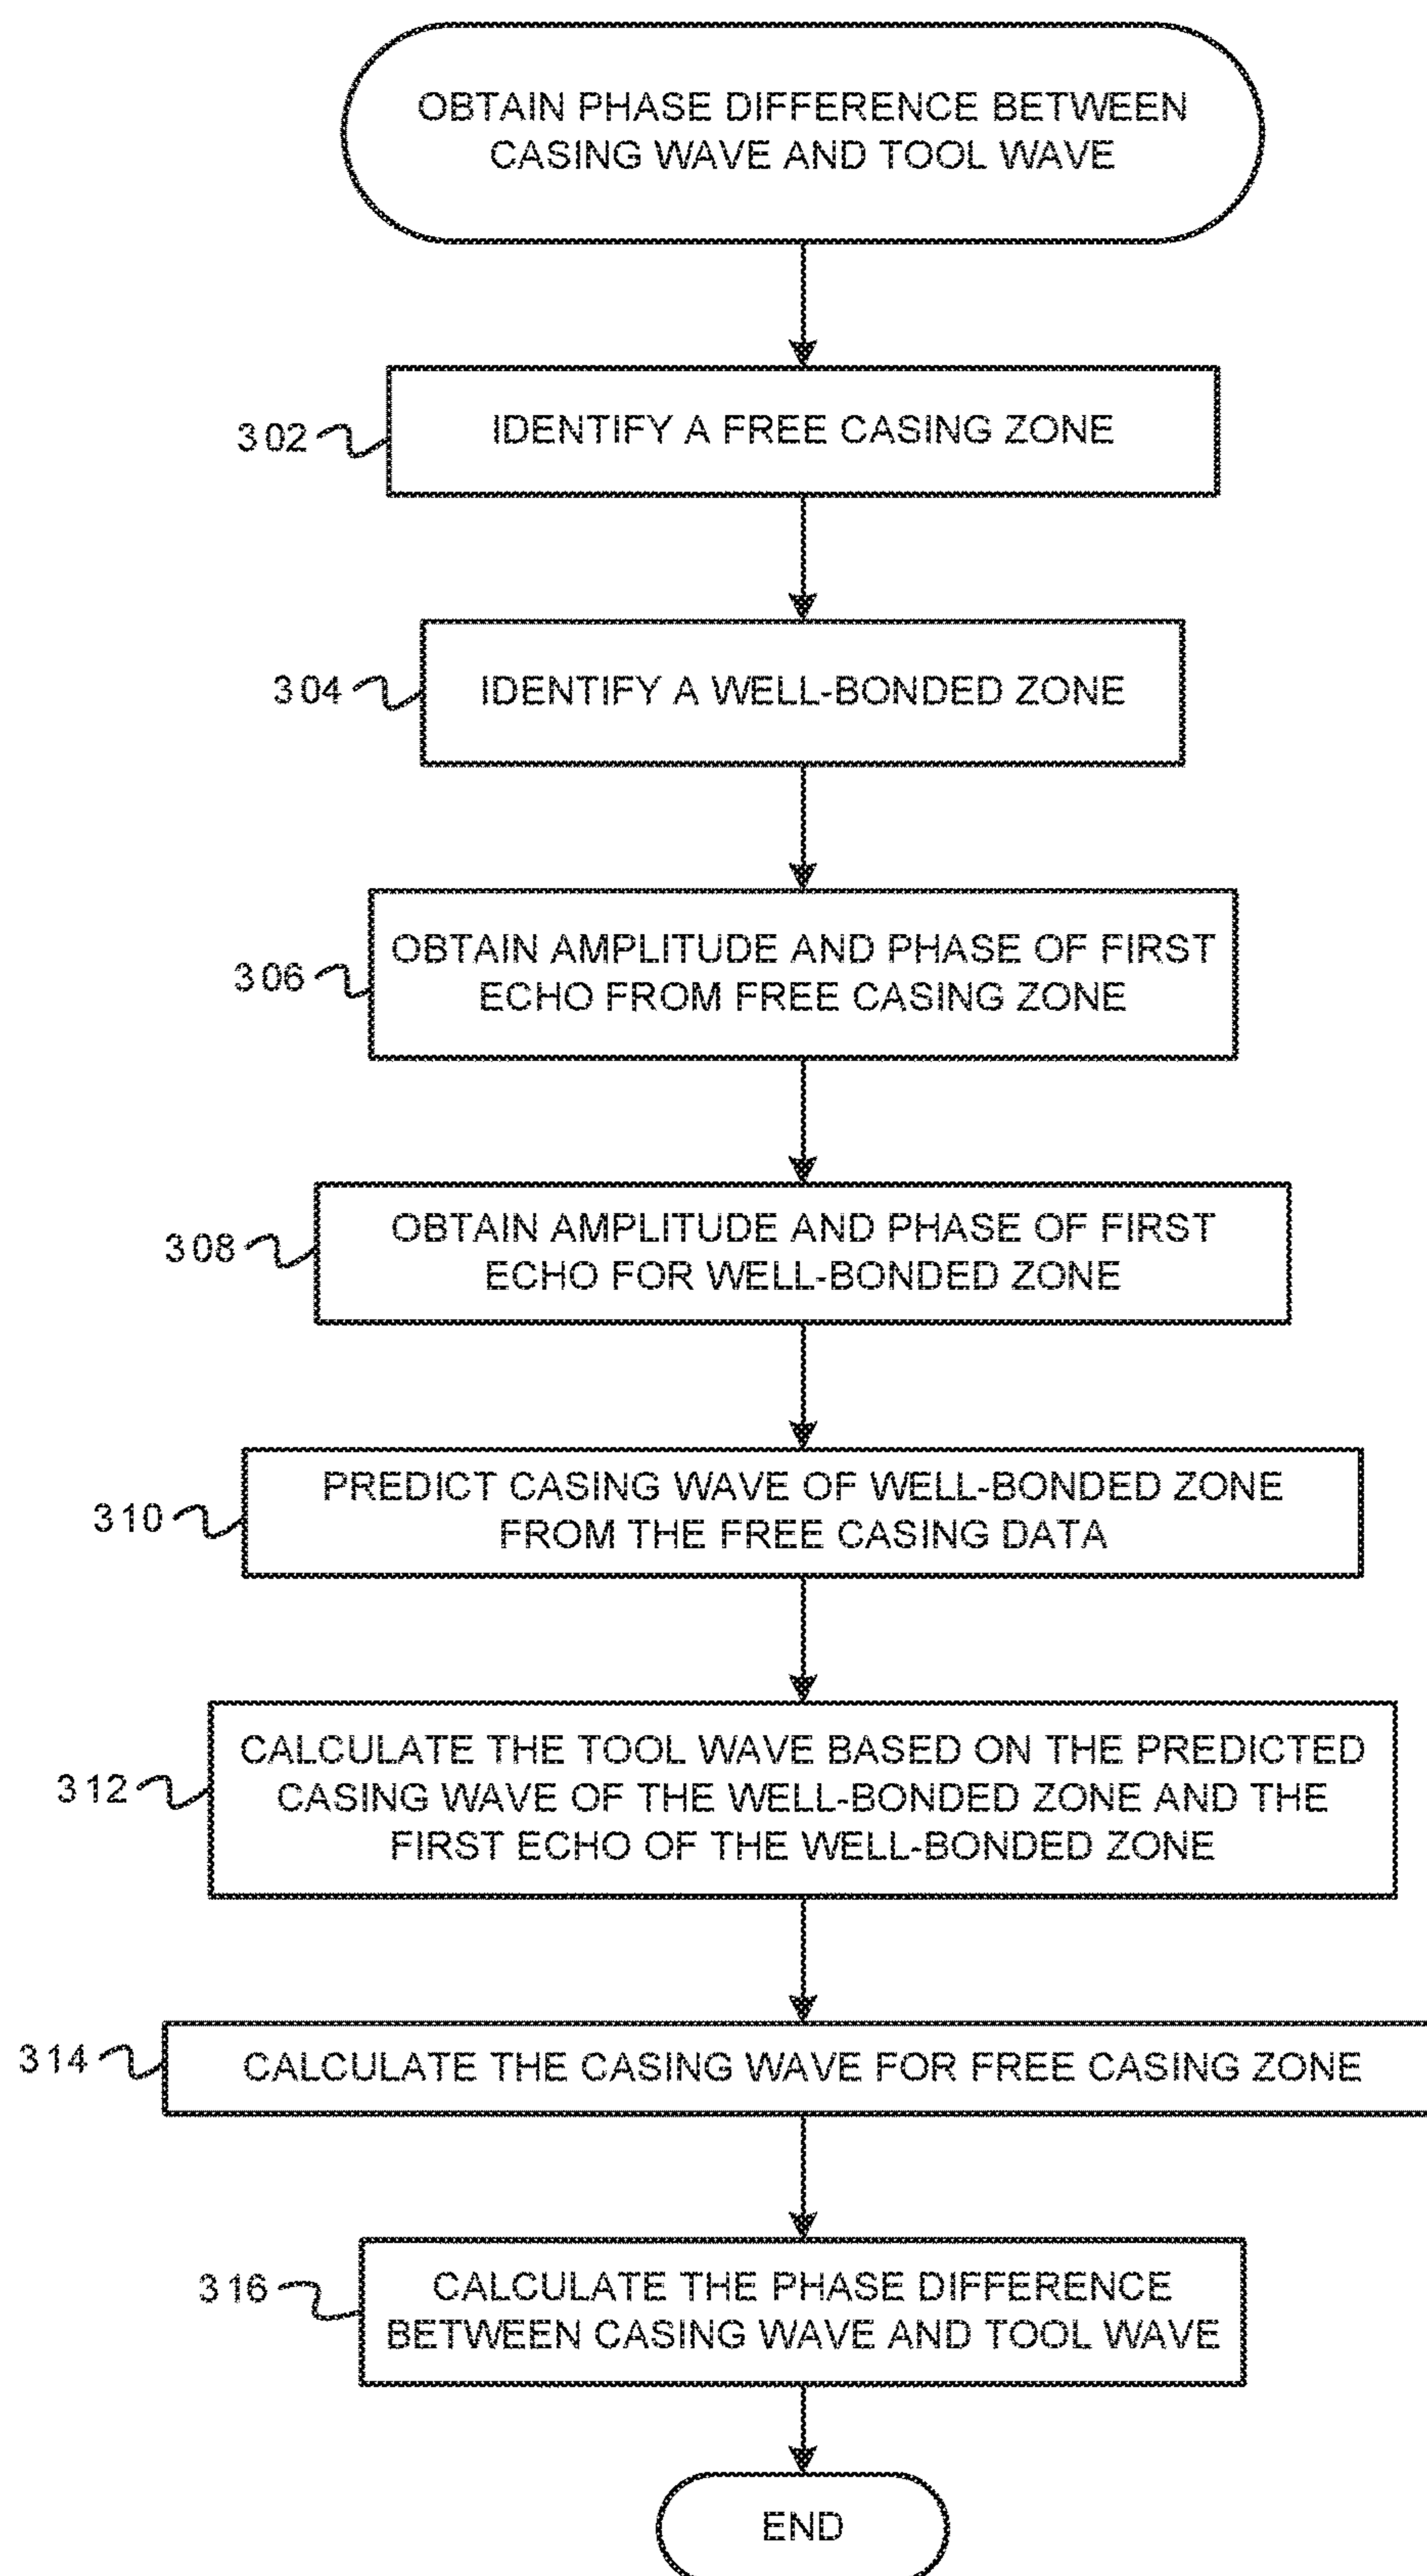 OBTAIN PHASE DIFFERENCE BETWEEN
CASING WAVE AND TOOL WAVE
302
IDENTIFY A FREE CASING ZONE
304
IDENTIFY A WELL-BONDED ZONE
306
OBTAIN AMPLITUDE AND PHASE OF FIRST
ECHO FROM FREE CASING ZONE
308
OBTAIN AMPLITUDE AND PHASE OF FIRST
ECHO FOR WELL-BONDED ZONE
310
PREDICT CASING WAVE OF WELL-BONDED ZONE
FROM THE FREE CASING DATA
312
CALCULATE THE TOOL WAVE BASED ON THE PREDICTED
CASING WAVE OF THE WELL-BONDED ZONE AND THE
FIRST ECHO OF THE WELL-BONDED ZONE
314
CALCULATE THE CASING WAVE FOR FREE CASING ZONE
316
CALCULATE THE PHASE DIFFERENCE
BETWEEN CASING WAVE AND TOOL WAVE
END